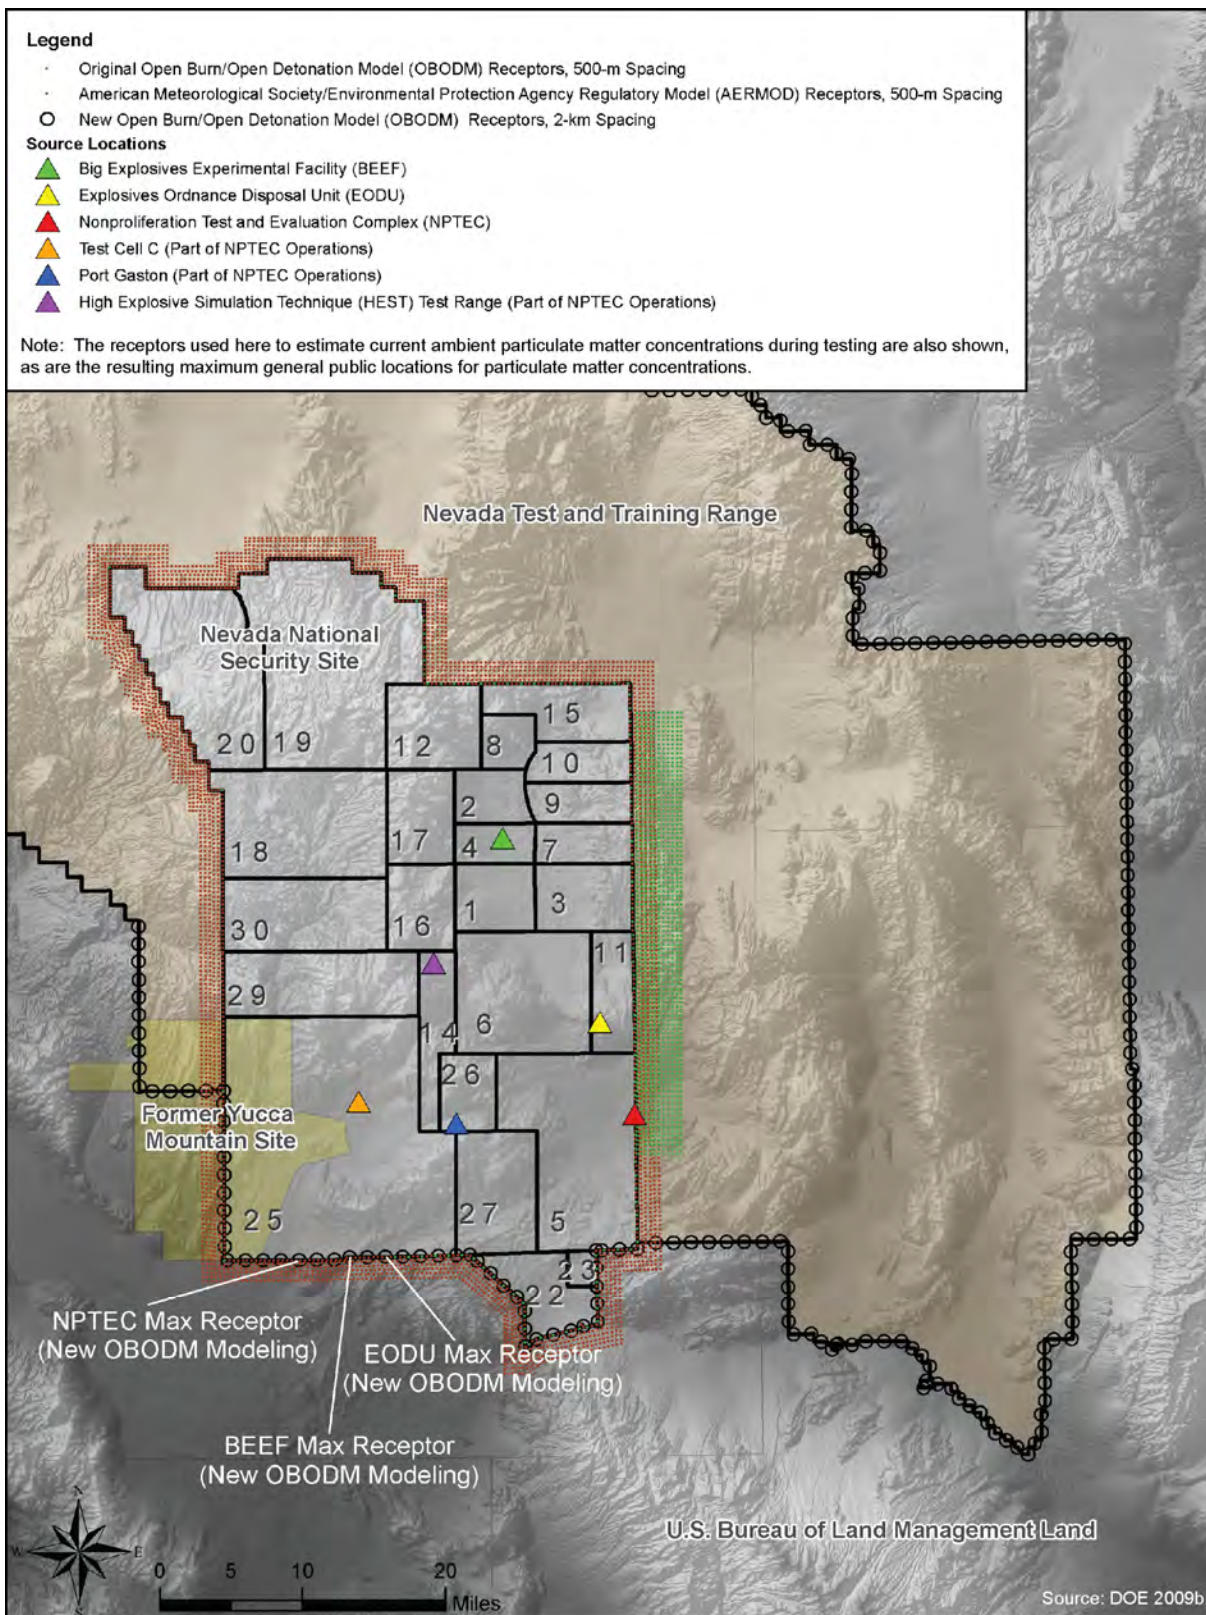 Legend
Original Open Burn/Open Detonation Model (OBODM) Receptors, 500-m Spacing
American Meteorological Society/Environmental Protection Agency Regulatory Model (AERMOD) Receptors, 500-m Spacing
New Open Burn/Open Detonation Model (OBODM) Receptors, 2-km Spacing
Source Locations
Big Explosives Experimental Facility (BEEF)
Explosives Ordnance Disposal Unit (EODU)
Nonproliferation Test and Evaluation Complex (NPTEC)
Test Cell C (Part of NPTEC Operations)
Port Gaston (Part of NPTEC Operations)
High Explosive Simulation Technique (HEST) Test Range (Part of NPTEC Operations)
Note: The receptors used here to estimate current ambient particulate matter concentrations during testing are also shown,
as are the resulting maximum general public locations for particulate matter concentrations.
Nevada Test and Training Range
Nevada National
Security Site
15
20 19 12 8
10
2 9
17 4 7
18
1 3
30 16
11
29
14 6
26
Former Yucca
Mountain Site
25 27 5
23
22
NPTEC Max Receptor
(New OBODM Modeling)
EODU Max Receptor
(New OBODM Modeling)
BEEF Max Receptor
(New OBODM Modeling)
U.S. Bureau of Land Management Land
N
W E
S
0 5 10 20
Miles
Source: DOE 2009b